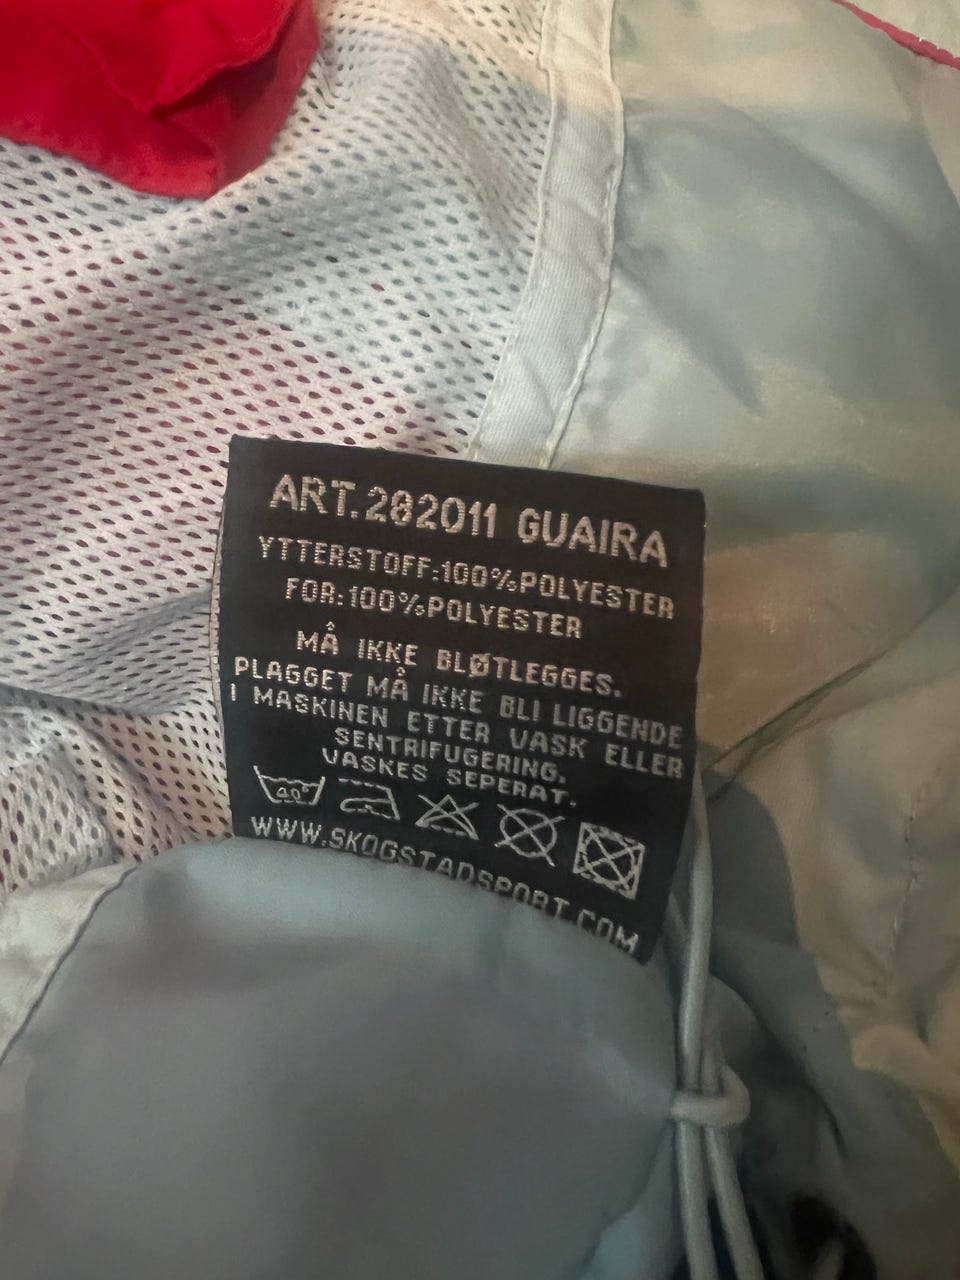 ART.282011 GUAIRA
YTTERSTOFF:100%POLYESTER
FOR:100%POLYESTER
MÅ IKKE BLØTLEGGES.
PLAGGET MÅ IKKE BLI LIGGENDE
I MASKINEN ETTER VASK ELLER
SENTRIFUGERING.
VASKES SEPERAT.
40°
WWW.SKOGSTADSPORT.COM